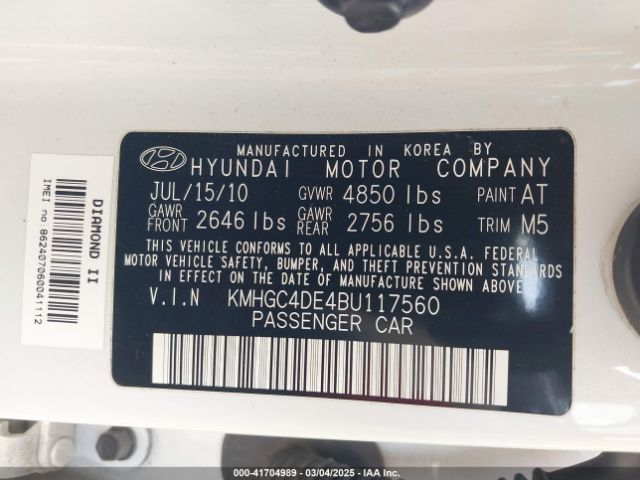 MANUFACTURED IN KOREA BY
HYUNDAI MOTOR COMPANY
JUL/15/10 GVWR 4850 lbs PAINT AT
GAWR FRONT 2646 lbs GAWR REAR 2756 lbs TRIM M5
THIS VEHICLE CONFORMS TO ALL APPLICABLE U.S.A. FEDERAL
MOTOR VEHICLE SAFETY, BUMPER, AND THEFT PREVENTION STANDARDS
IN EFFECT ON THE DATE OF MANUFACTURE SHOWN ABOVE.
V.I.N KMHGC4DE4BU117560
PASSENGER CAR
DIAMOND II
IMEI no:862407060041112
000-41704989 - 03/04/2025 - IAA Inc.